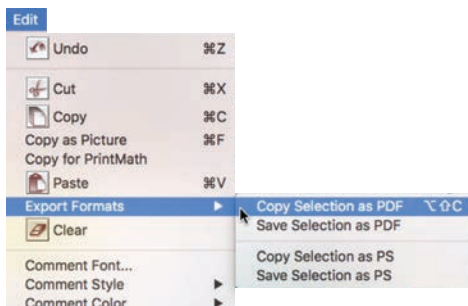 Edit
Undo ⌘Z
Cut ⌘X
Copy ⌘C
Copy as Picture ⌘F
Copy for PrintMath
Paste ⌘V
Export Formats ▶
Copy Selection as PDF ⌥⇧C
Save Selection as PDF
Copy Selection as PS
Save Selection as PS
Clear
Comment Font...
Comment Style ▶
Comment Color ▶